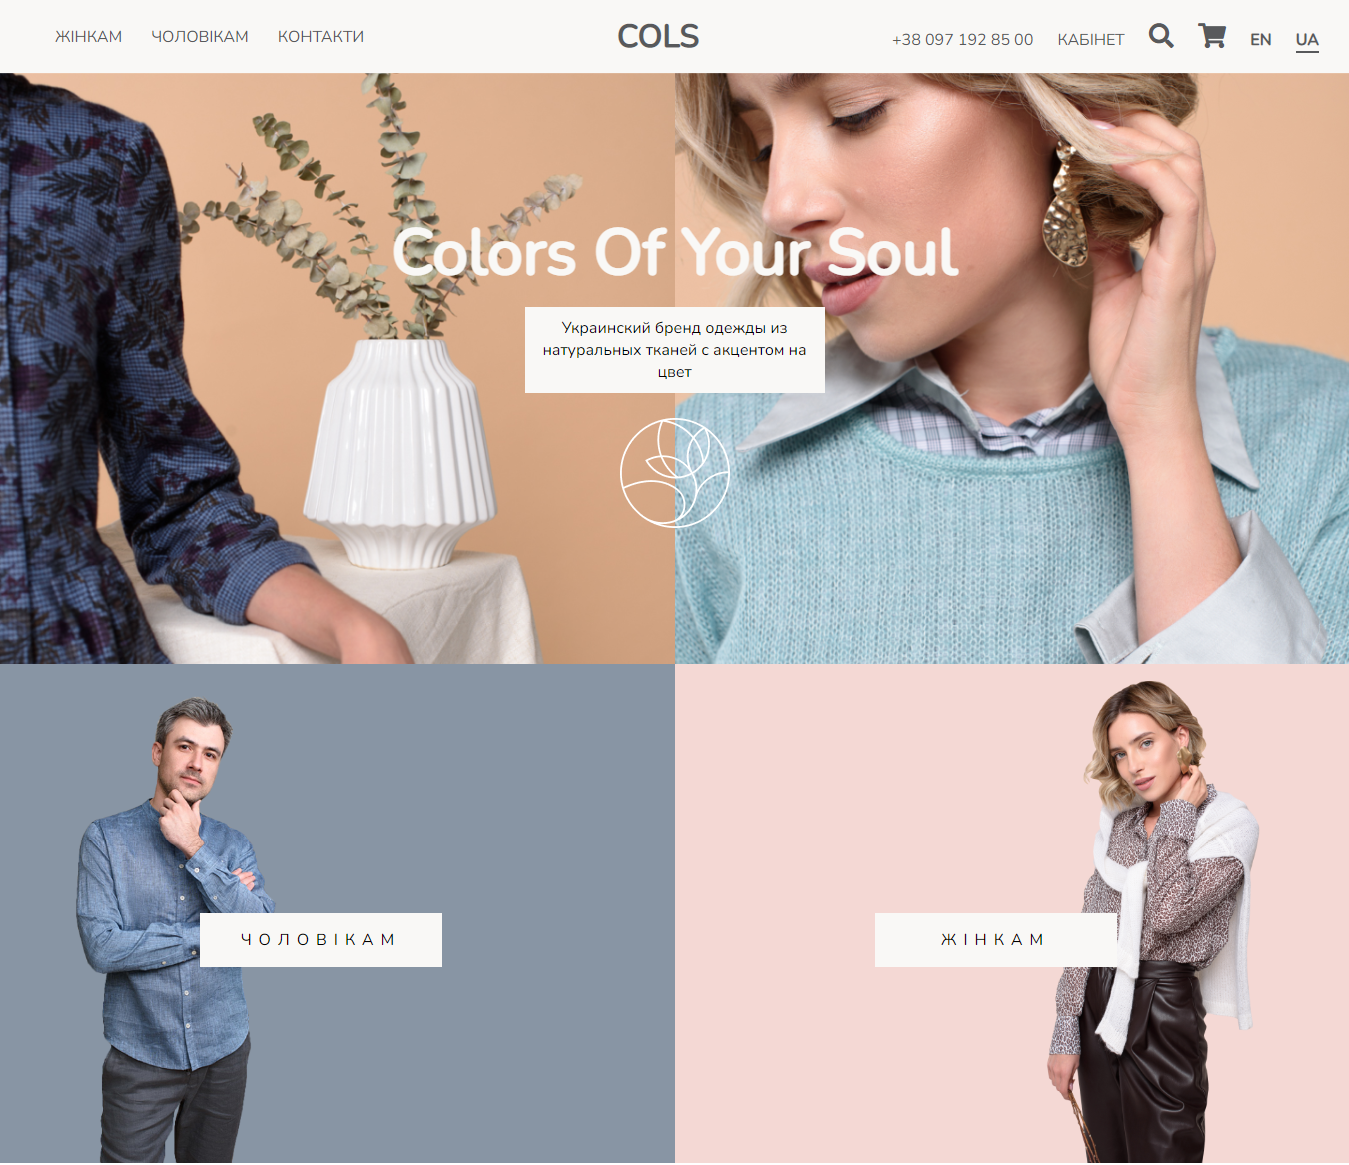 ЖІНКАМ ЧОЛОВІКАМ КОНТАКТИ COLS +38 097 192 85 00 КАБІНЕТ EN UA
Colors Of Your Soul
Украинский бренд одежды из
натуральных тканей с акцентом на
цвет
ЧОЛОВІКАМ ЖІНКАМ